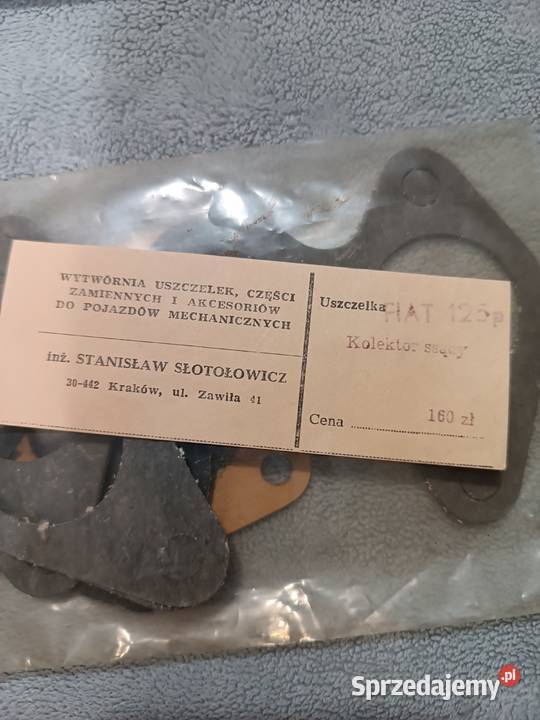 WYTWÓRNIA USZCZELEK, CZĘŚCI
ZAMIENNYCH I AKCESORIÓW
DO POJAZDÓW MECHANICZNYCH
inż. STANISŁAW SŁOTOŁOWICZ
30-442 Kraków, ul. Zawiła 41
Uszczelka FIAT 125p
Kolektor ssący
Cena 160 zł
Sprzedajemy.pl